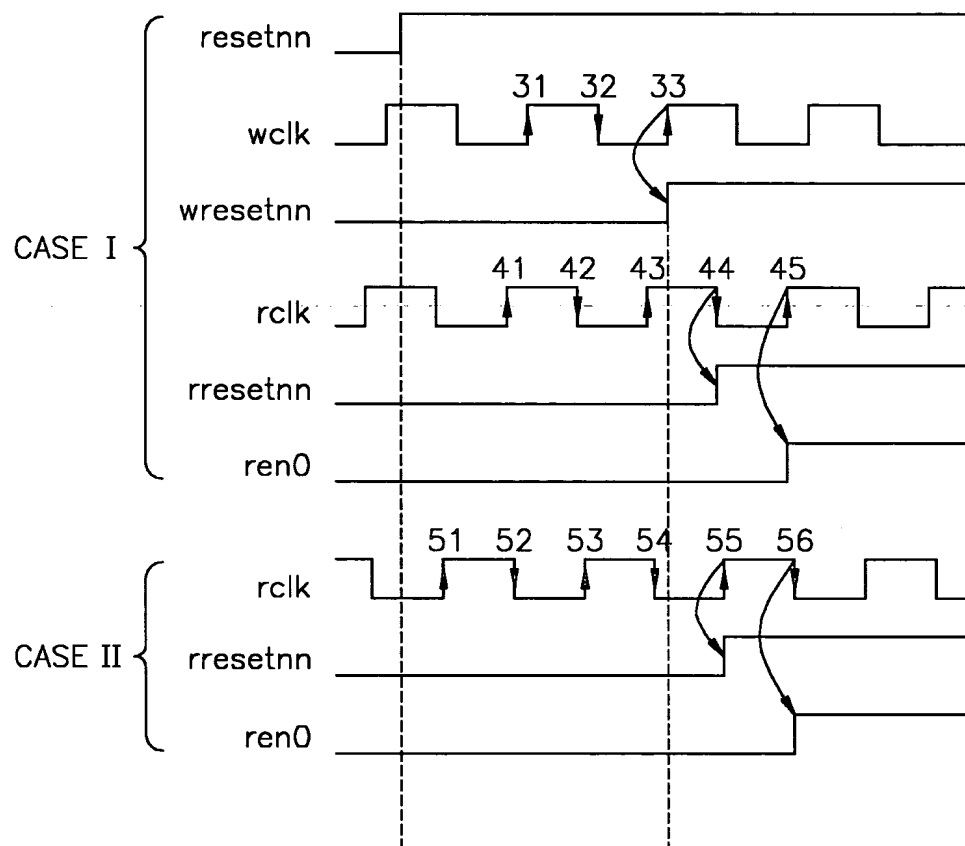 resetnn
31 32 33
wclk
wresetnn
CASE I
41 42 43 44 45
rclk
rresetnn
ren0
51 52 53 54 55 56
rclk
CASE II
rresetnn
ren0